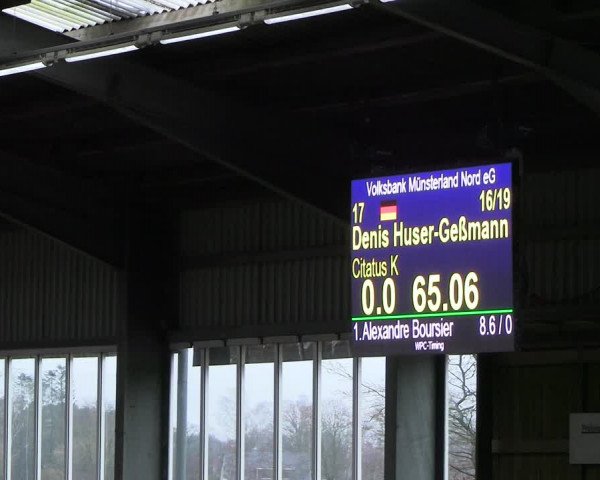 Volksbank Münsterland Nord eG
17 16/19
Denis Huser-Geßmann
Citatus K
0.0 65.06
1.Alexandre Boursier 8.6 / 0
WPC-Timing